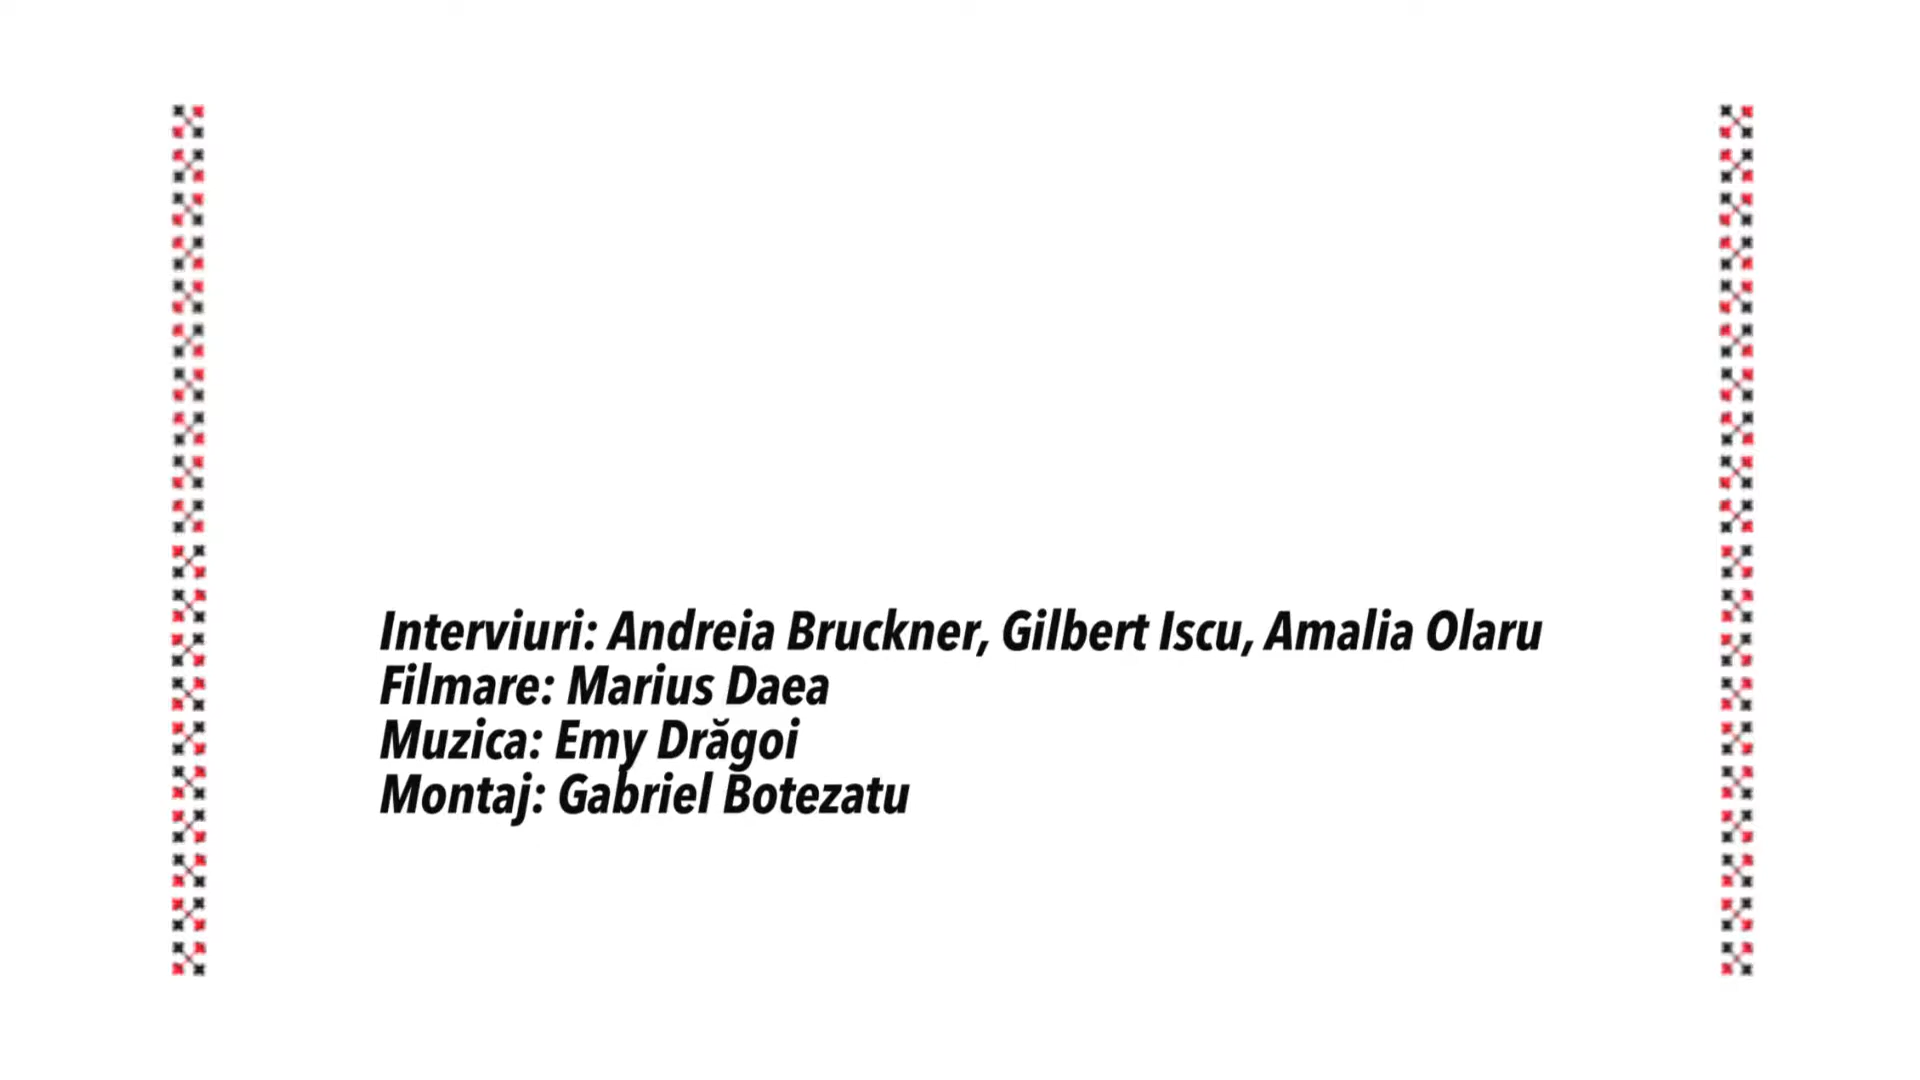 Interviuri: Andreia Bruckner, Gilbert Iscu, Amalia Olaru
Filmare: Marius Daea
Muzica: Emy Drăgoi
Montaj: Gabriel Botezatu